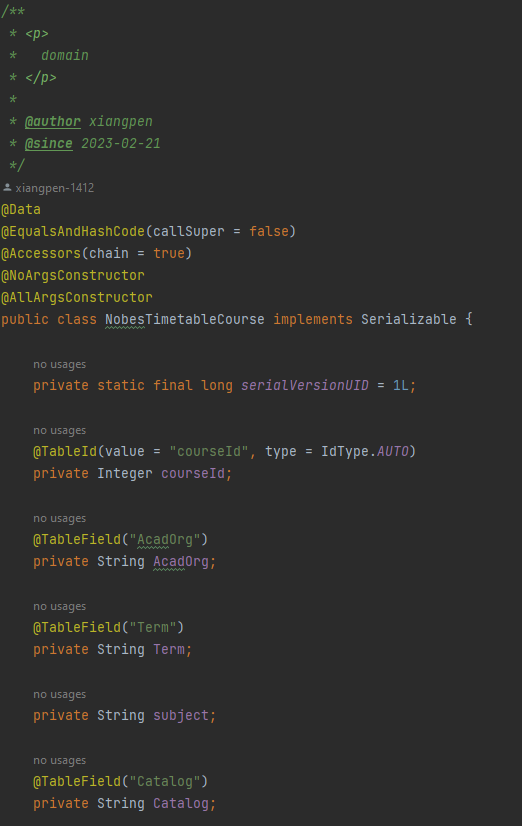 /**
 * <p>
 *   domain
 * </p>
 *
 * @author xiangpen
 * @since 2023-02-21
 */
xiangpen-1412
@Data
@EqualsAndHashCode(callSuper = false)
@Accessors(chain = true)
@NoArgsConstructor
@AllArgsConstructor
public class NobesTimetableCourse implements Serializable {
no usages
private static final long serialVersionUID = 1L;
no usages
@TableId(value = "courseId", type = IdType.AUTO)
private Integer courseId;
no usages
@TableField("AcadOrg")
private String AcadOrg;
no usages
@TableField("Term")
private String Term;
no usages
private String subject;
no usages
@TableField("Catalog")
private String Catalog;